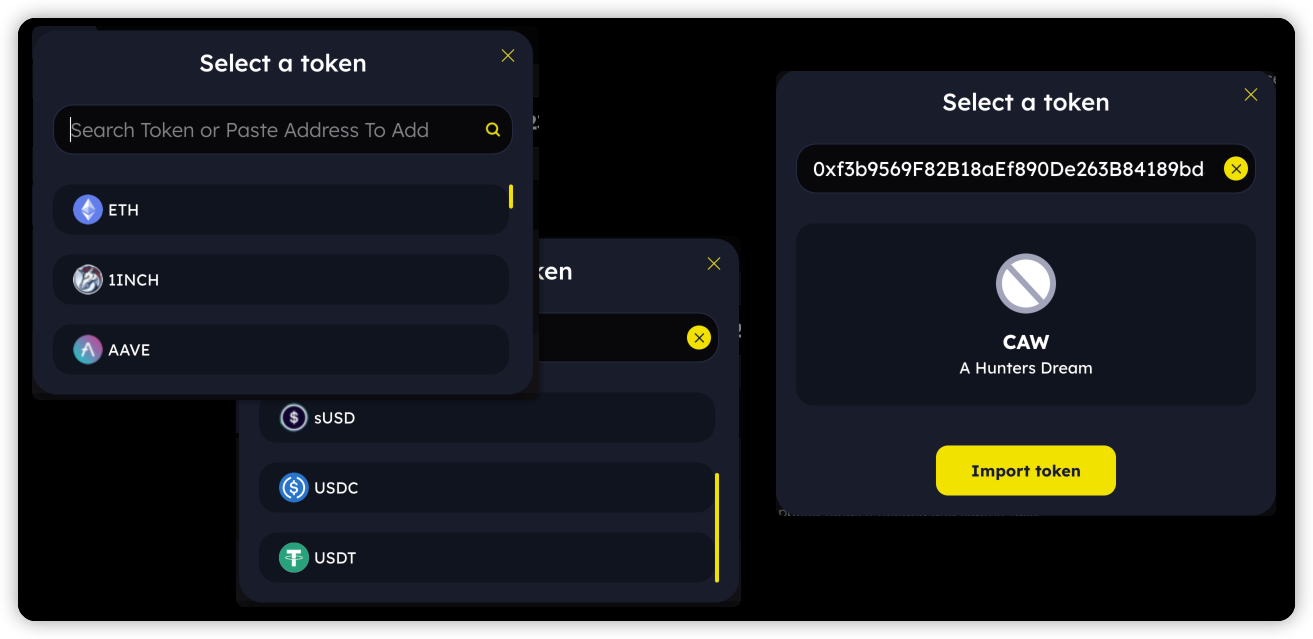 Select a token
Search Token or Paste Address To Add
ETH
1INCH
AAVE
ken
sUSD
USDC
USDT
Select a token
0xf3b9569F82B18aEf890De263B84189bd
CAW
A Hunters Dream
Import token